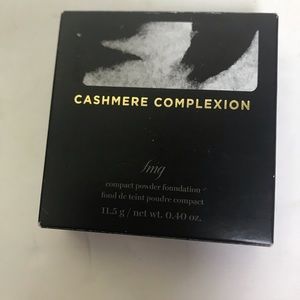 CASHMERE COMPLEXION
fmg
compact powder foundation
fond de teint poudre compact
11.5 g / net wt. 0.40 oz.